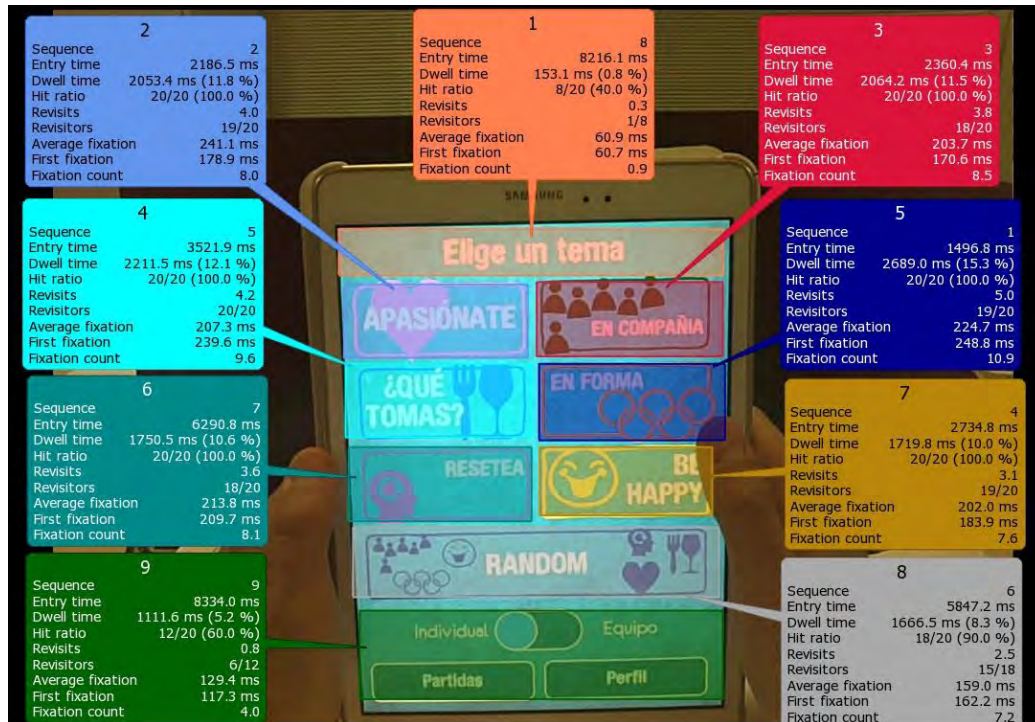 2
Sequence 2
Entry time 2186.5 ms
Dwell time 2053.4 ms (11.8 %)
Hit ratio 20/20 (100.0 %)
Revisits 4.0
Revisitors 19/20
Average fixation 241.1 ms
First fixation 178.9 ms
Fixation count 8.0
1
Sequence 8
Entry time 8216.1 ms
Dwell time 153.1 ms (0.8 %)
Hit ratio 8/20 (40.0 %)
Revisits 0.3
Revisitors 1/8
Average fixation 60.9 ms
First fixation 60.7 ms
Fixation count 0.9
3
Sequence 3
Entry time 2360.4 ms
Dwell time 2064.2 ms (11.5 %)
Hit ratio 20/20 (100.0 %)
Revisits 3.8
Revisitors 18/20
Average fixation 203.7 ms
First fixation 170.6 ms
Fixation count 8.5
4
Sequence 5
Entry time 3521.9 ms
Dwell time 2211.5 ms (12.1 %)
Hit ratio 20/20 (100.0 %)
Revisits 4.2
Revisitors 20/20
Average fixation 207.3 ms
First fixation 239.6 ms
Fixation count 9.6
5
Sequence 1
Entry time 1496.8 ms
Dwell time 2689.0 ms (15.3 %)
Hit ratio 20/20 (100.0 %)
Revisits 5.0
Revisitors 19/20
Average fixation 224.7 ms
First fixation 248.8 ms
Fixation count 10.9
6
Sequence 7
Entry time 6290.8 ms
Dwell time 1750.5 ms (10.6 %)
Hit ratio 20/20 (100.0 %)
Revisits 3.6
Revisitors 18/20
Average fixation 213.8 ms
First fixation 209.7 ms
Fixation count 8.1
7
Sequence 4
Entry time 2734.8 ms
Dwell time 1719.8 ms (10.0 %)
Hit ratio 20/20 (100.0 %)
Revisits 3.1
Revisitors 19/20
Average fixation 202.0 ms
First fixation 183.9 ms
Fixation count 7.6
9
Sequence 9
Entry time 8334.0 ms
Dwell time 1111.6 ms (5.2 %)
Hit ratio 12/20 (60.0 %)
Revisits 0.8
Revisitors 6/12
Average fixation 129.4 ms
First fixation 117.3 ms
Fixation count 4.0
8
Sequence 6
Entry time 5847.2 ms
Dwell time 1666.5 ms (8.3 %)
Hit ratio 18/20 (90.0 %)
Revisits 2.5
Revisitors 15/18
Average fixation 159.0 ms
First fixation 162.2 ms
Fixation count 7.2
SAMSUNG
Elige un tema
APASIÓNATE
EN COMPAÑIA
¿QUÉ
TOMAS?
EN FORMA
RESETEA
BE
HAPPY
RANDOM
Individual Equipo
Partidas Perfil